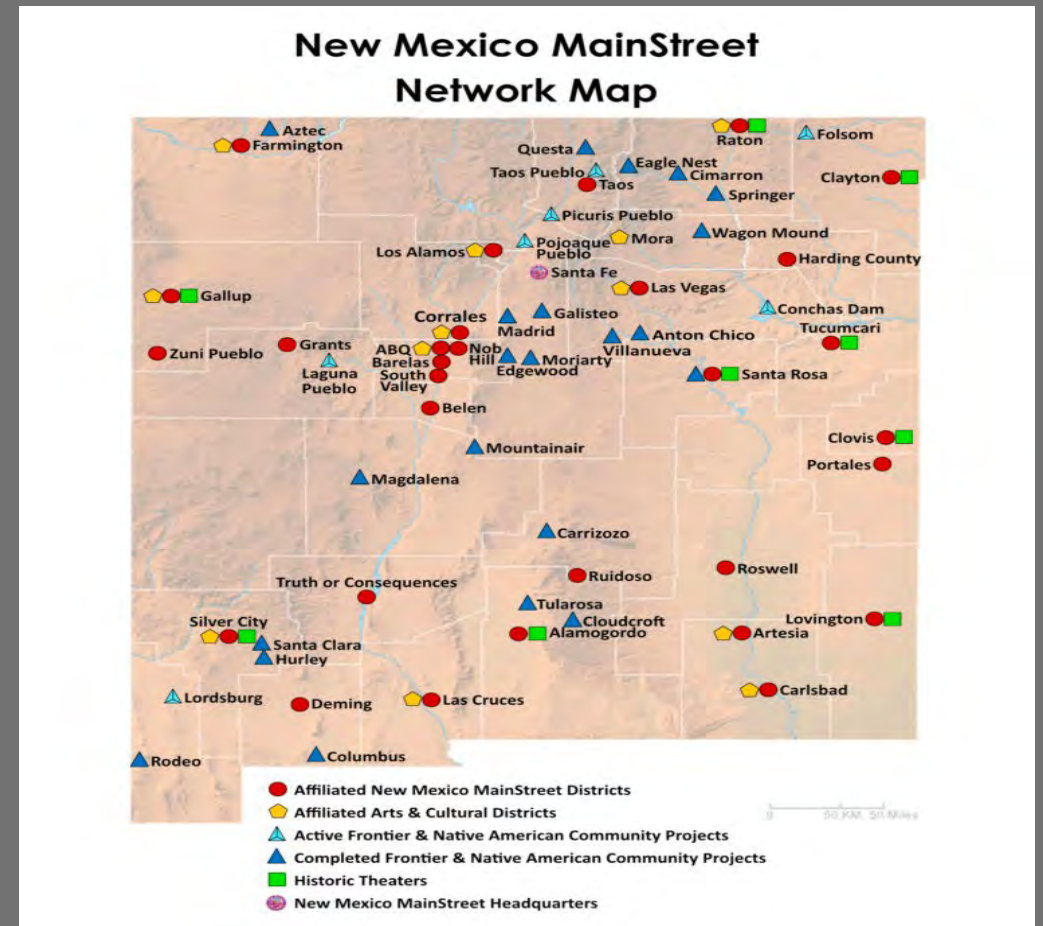 New Mexico MainStreet
Network Map
Aztec
Farmington
Raton
Folsom
Questa
Eagle Nest
Taos Pueblo
Cimarron
Clayton
Taos
Springer
Picuris Pueblo
Wagon Mound
Mora
Los Alamos
Pojoaque
Pueblo
Harding County
Santa Fe
Las Vegas
Gallup
Conchas Dam
Galisteo
Corrales
Madrid
Tucumcari
Anton Chico
Villanueva
Zuni Pueblo
Grants
ABQ
Nob
Hill
Barelas
Moriarty
Edgewood
Laguna
Pueblo
South
Valley
Santa Rosa
Belen
Clovis
Mountainair
Portales
Magdalena
Carrizozo
Roswell
Ruidoso
Truth or Consequences
Tularosa
Cloudcroft
Lovington
Silver City
Alamogordo
Artesia
Santa Clara
Hurley
Lordsburg
Deming
Las Cruces
Carlsbad
Rodeo
Columbus
Affiliated New Mexico MainStreet Districts
Affiliated Arts & Cultural Districts
Active Frontier & Native American Community Projects
Completed Frontier & Native American Community Projects
Historic Theaters
New Mexico MainStreet Headquarters
0 50 KM, 50 Miles